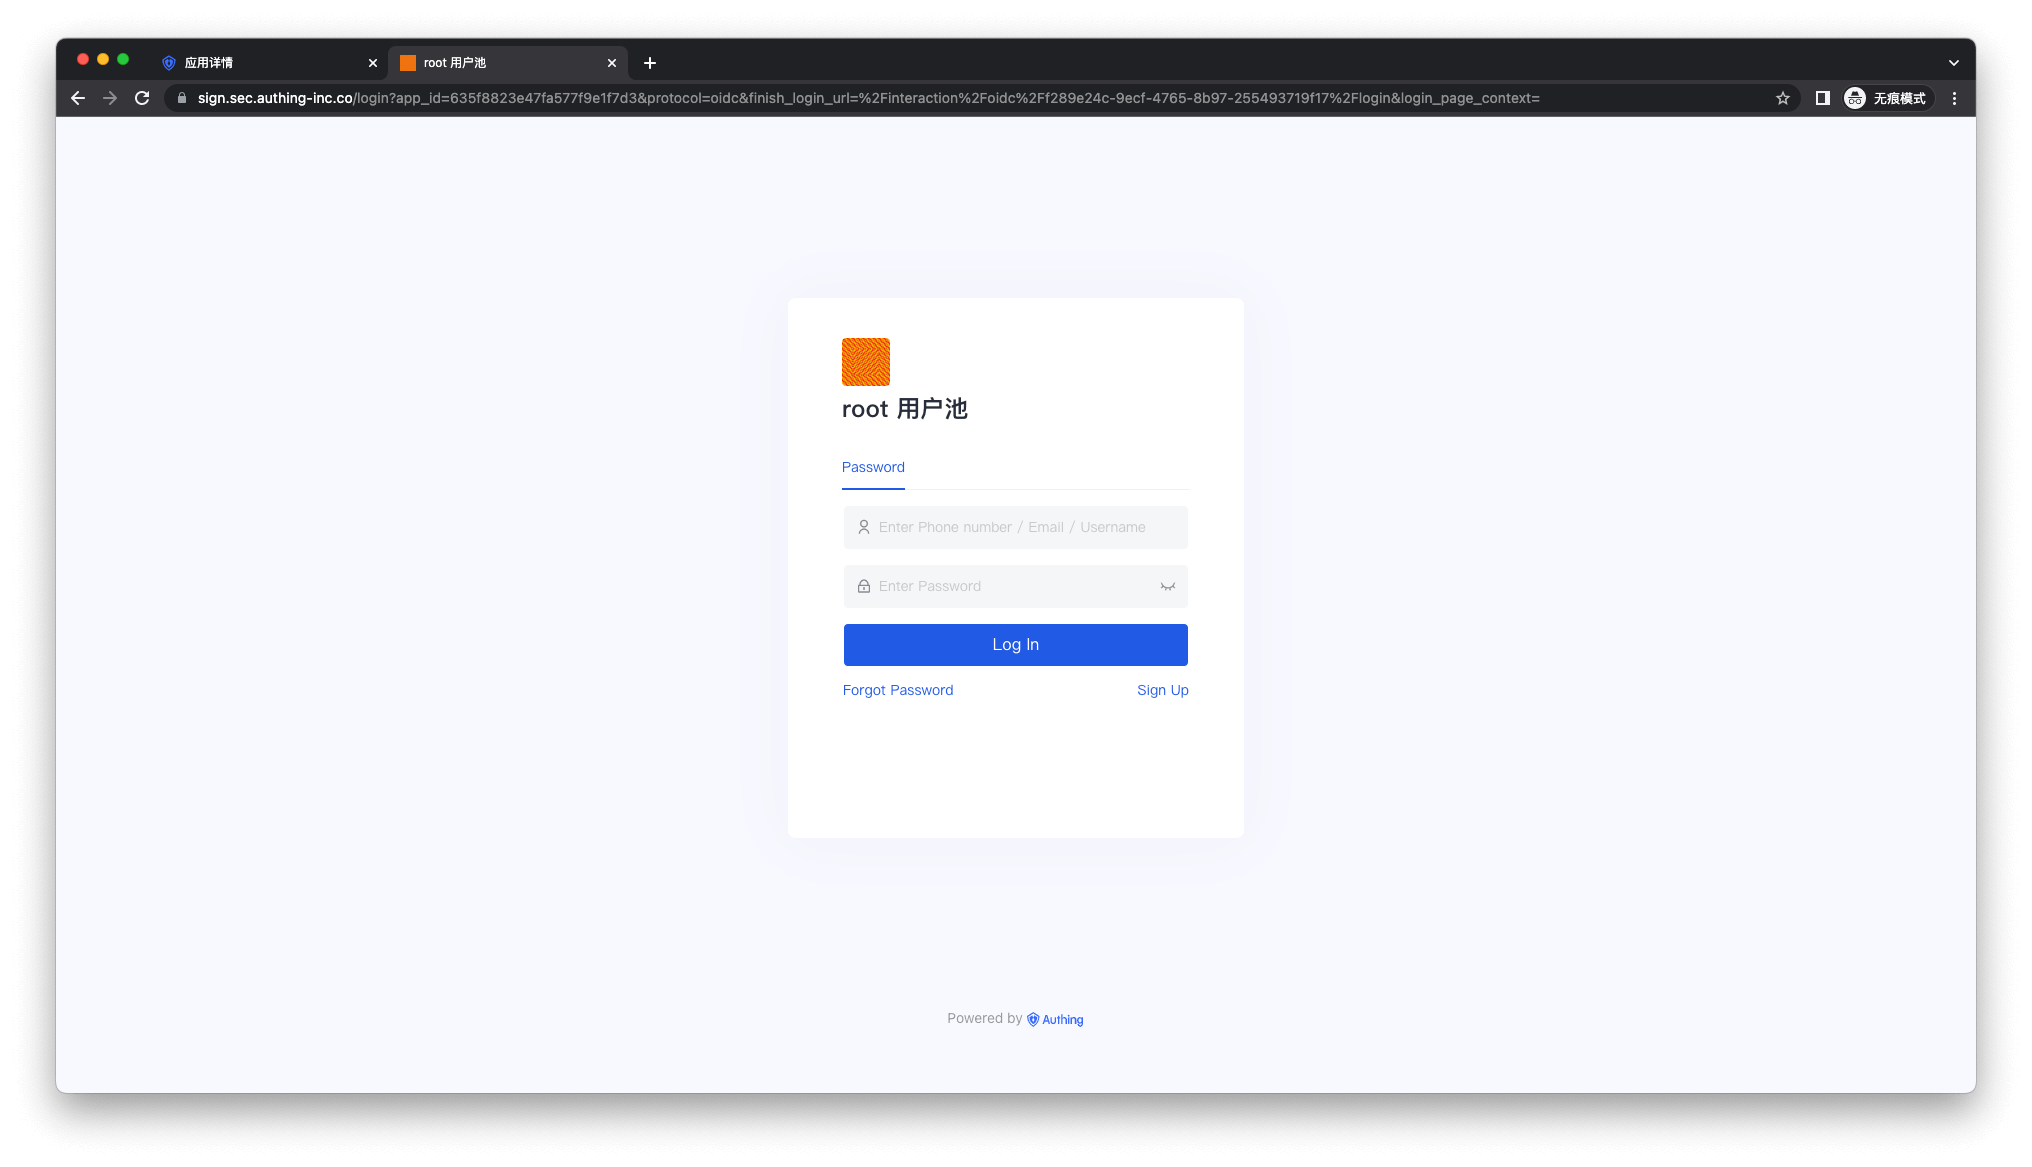 应用详情
root 用户池
sign.sec.authing-inc.co/login?app_id=635f8823e47fa577f9e1f7d3&protocol=oidc&finish_login_url=%2Finteraction%2Foidc%2Ff289e24c-9ecf-4765-8b97-255493719f17%2Flogin&login_page_context=
无痕模式
root 用户池
Password
Enter Phone number / Email / Username
Enter Password
Log In
Forgot Password
Sign Up
Powered by Authing